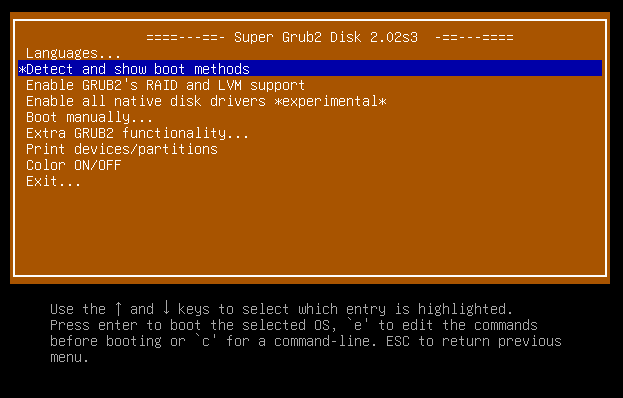 ====---==- Super Grub2 Disk 2.02s3 -==---====
Languages...
*Detect and show boot methods
Enable GRUB2's RAID and LVM support
Enable all native disk drivers *experimental*
Boot manually...
Extra GRUB2 functionality...
Print devices/partitions
Color ON/OFF
Exit...
Use the ↑ and ↓ keys to select which entry is highlighted.
Press enter to boot the selected OS, `e' to edit the commands
before booting or `c' for a command-line. ESC to return previous
menu.